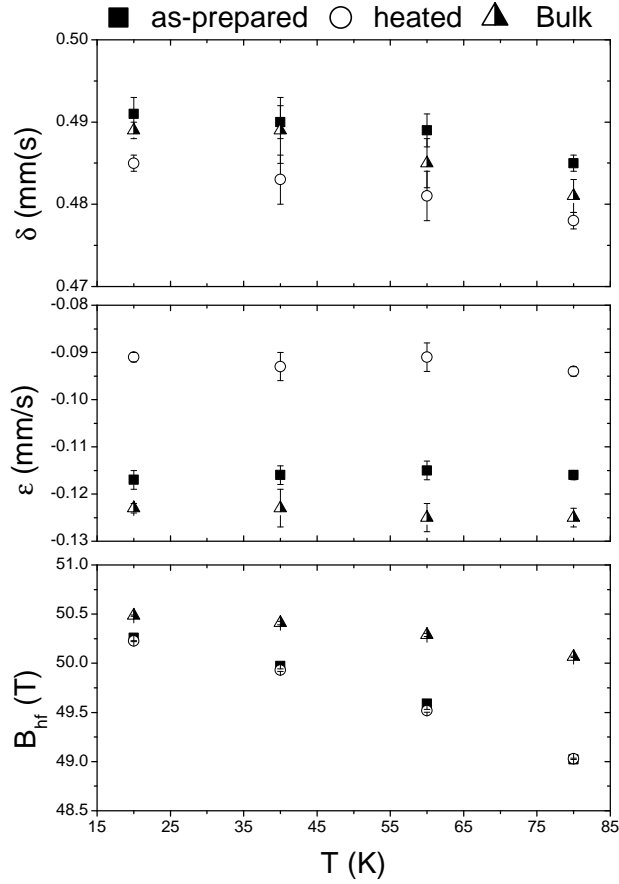 as-prepared heated Bulk
0.50
0.49
0.48
0.47
δ (mm(s)
-0.08
-0.09
-0.10
-0.11
-0.12
-0.13
ε (mm/s)
51.0
50.5
50.0
49.5
49.0
48.5
B_hf (T)
15 25 35 45 55 65 75 85
T (K)